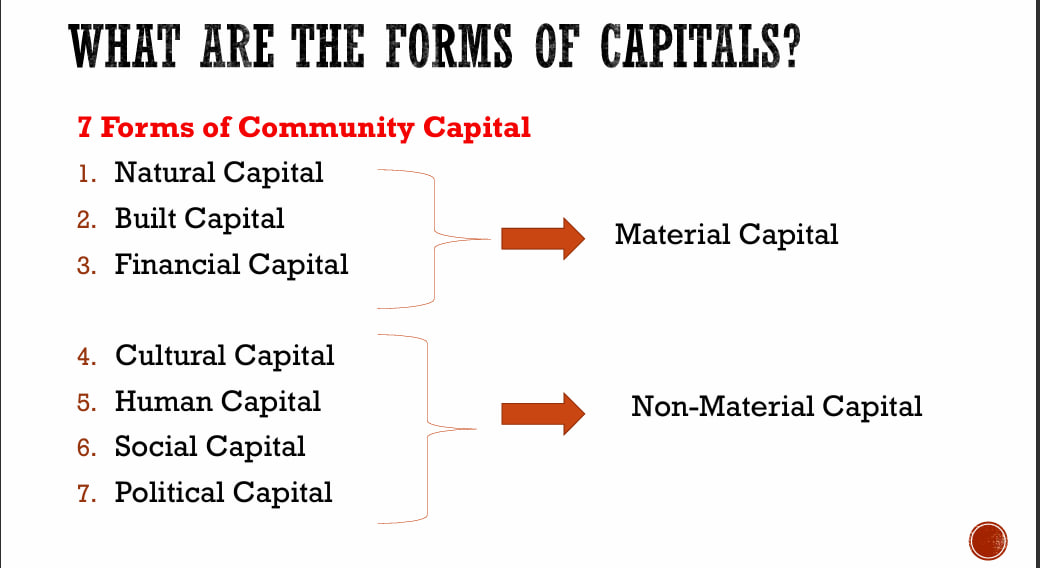 WHAT ARE THE FORMS OF CAPITALS?
7 Forms of Community Capital
1. Natural Capital
2. Built Capital
3. Financial Capital
Material Capital
4. Cultural Capital
5. Human Capital
6. Social Capital
7. Political Capital
Non-Material Capital